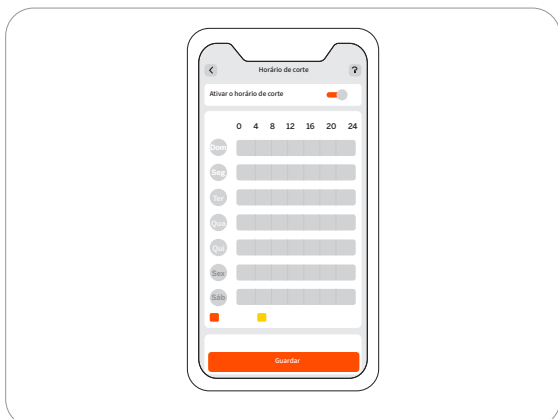 Horário de corte
?
Ativar o horário de corte
0 4 8 12 16 20 24
Dom
Seg
Ter
Qua
Qui
Sex
Sáb
Guardar